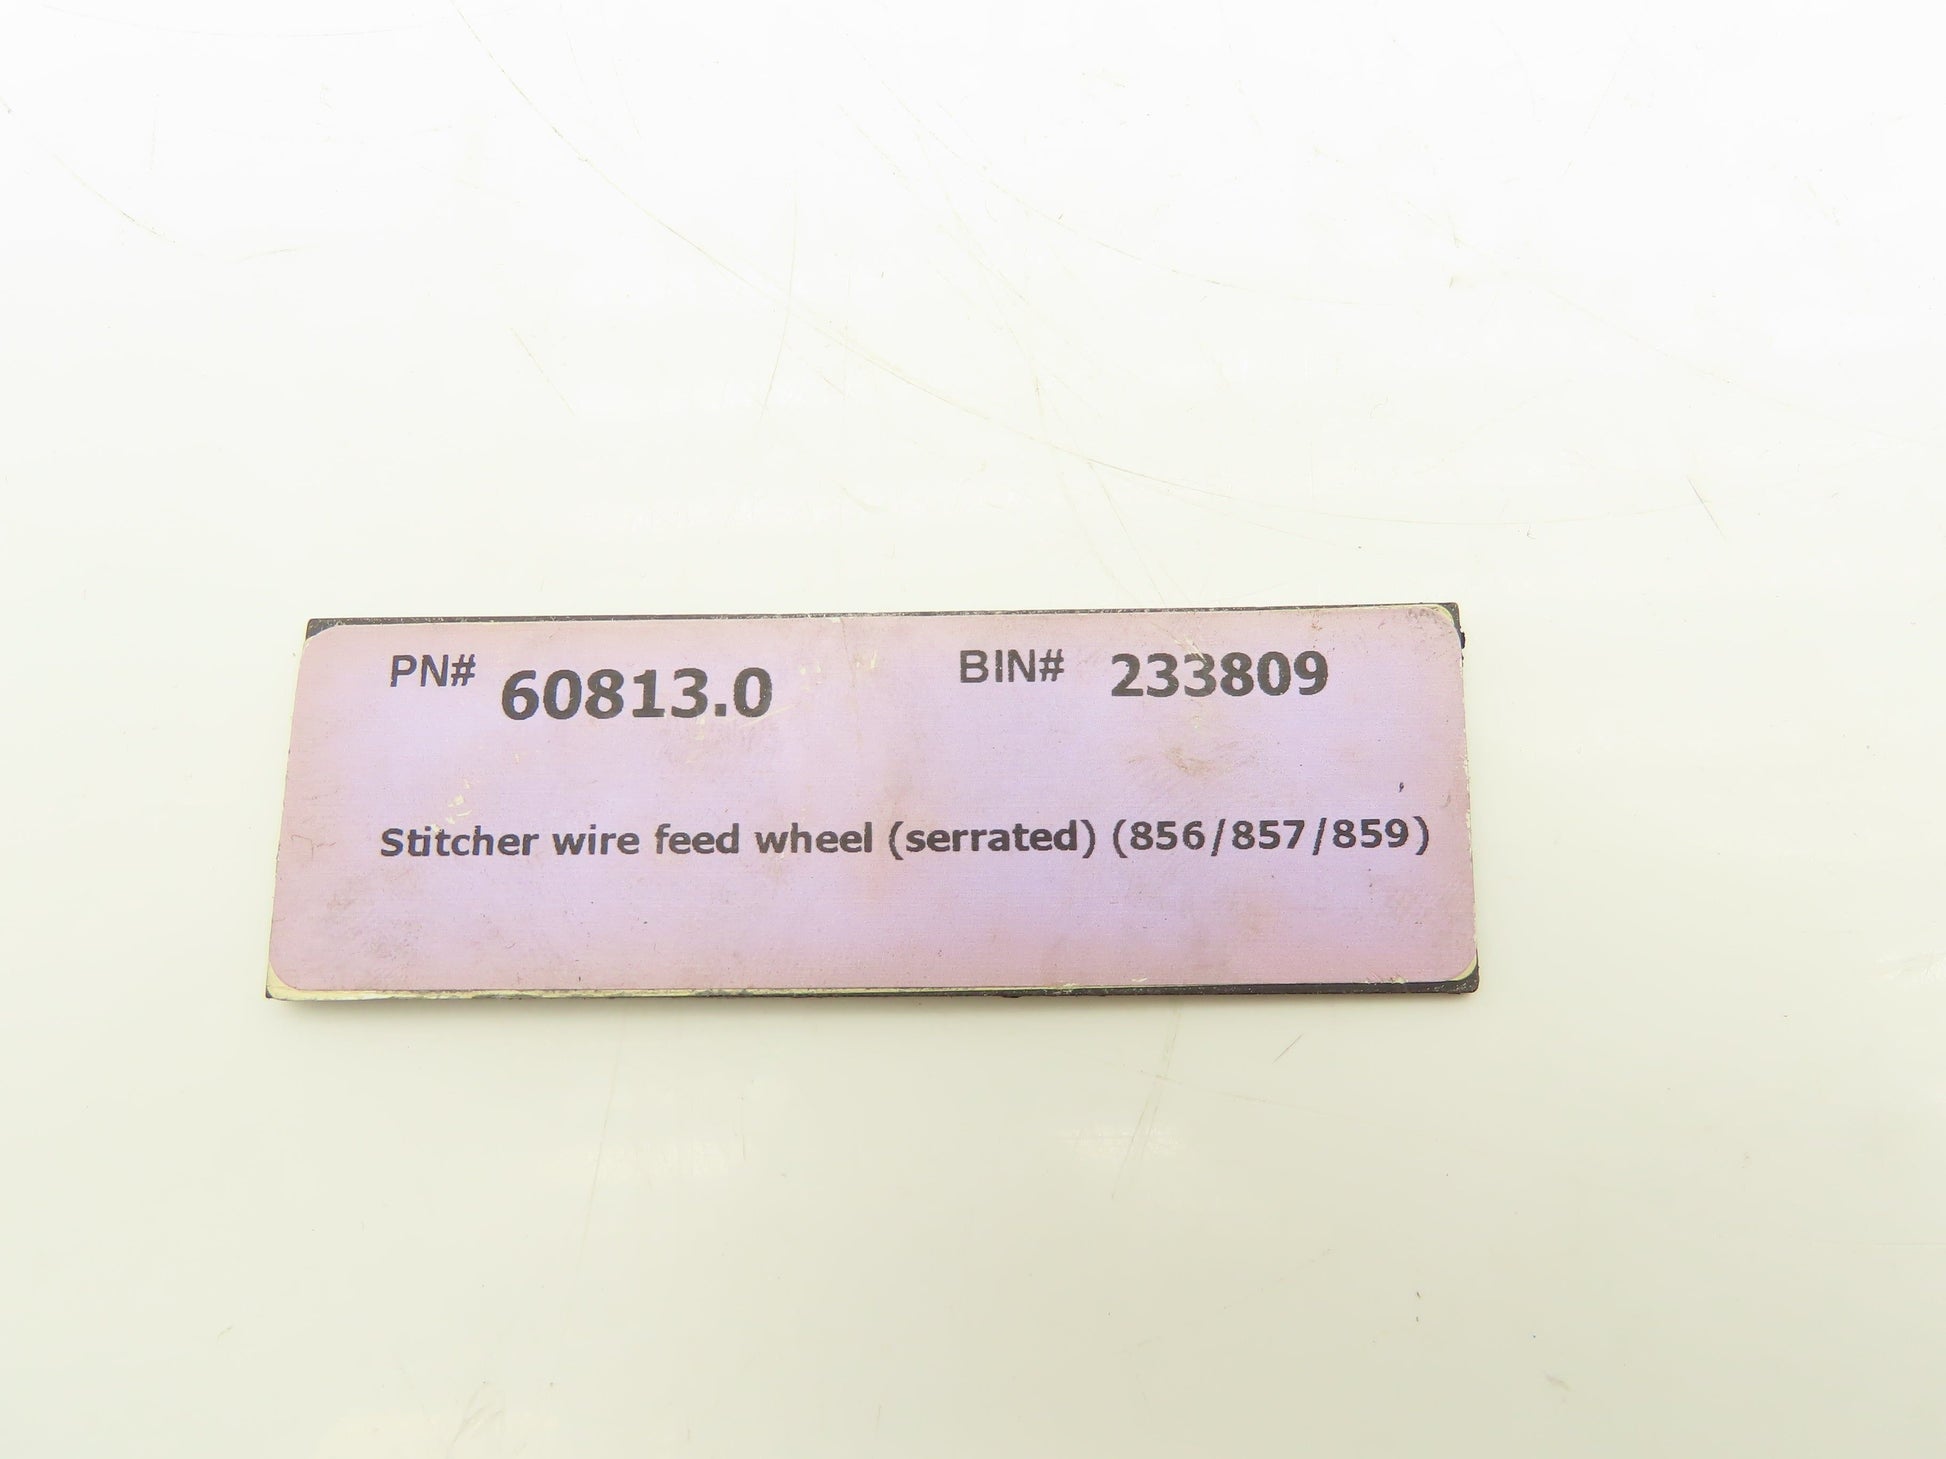 PN# 60813.0 BIN# 233809
Stitcher wire feed wheel (serrated) (856/857/859)